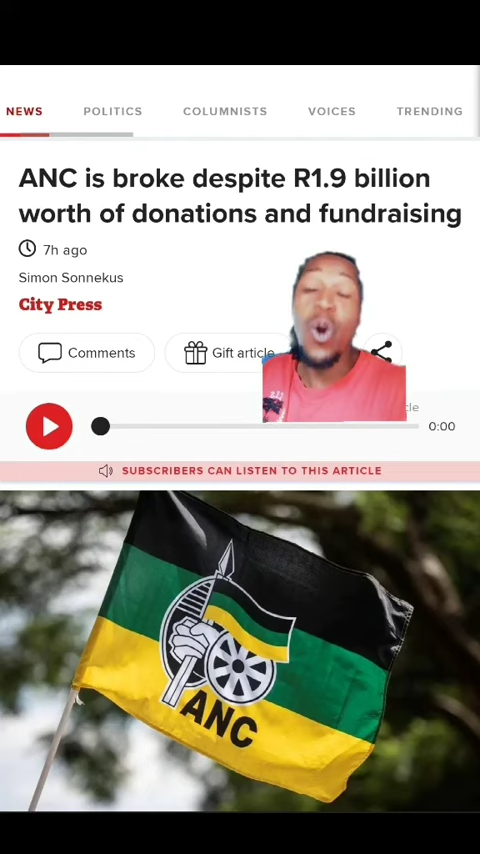 NEWS POLITICS COLUMNISTS VOICES TRENDING
ANC is broke despite R1.9 billion
worth of donations and fundraising
7h ago
Simon Sonnekus
City Press
Comments Gift article
0:00
SUBSCRIBERS CAN LISTEN TO THIS ARTICLE
ANC